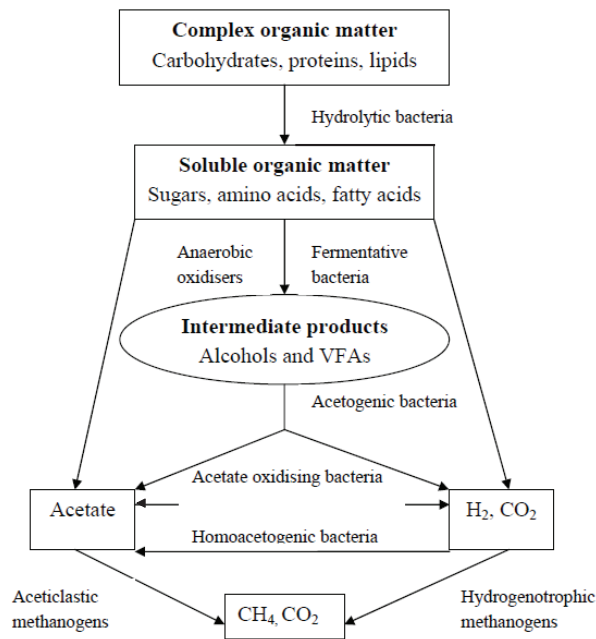 Complex organic matter
Carbohydrates, proteins, lipids
Hydrolytic bacteria
Soluble organic matter
Sugars, amino acids, fatty acids
Anaerobic
oxidisers
Fermentative
bacteria
Intermediate products
Alcohols and VFAs
Acetogenic bacteria
Acetate oxidising bacteria
Acetate
H₂, CO₂
Homoacetogenic bacteria
Aceticlastic
methanogens
CH₄, CO₂
Hydrogenotrophic
methanogens